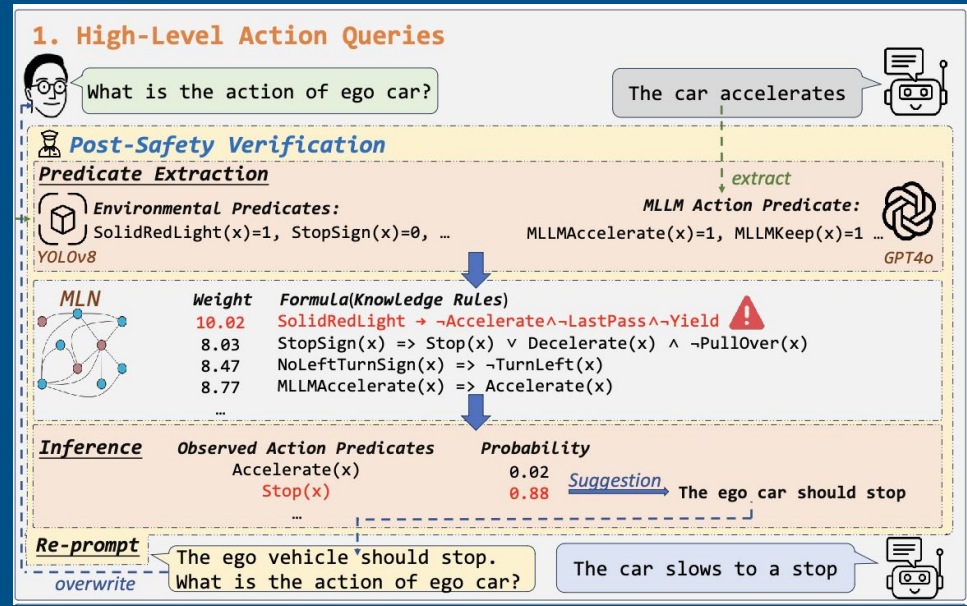 1. High-Level Action Queries
What is the action of ego car?
The car accelerates
Post-Safety Verification
Predicate Extraction
extract
Environmental Predicates:
SolidRedLight(x)=1, StopSign(x)=0, …
YOLOv8
MLLM Action Predicate:
MLLMAccelerate(x)=1, MLLMKeep(x)=1 …
GPT4o
MLN
Weight Formula(Knowledge Rules)
10.02 SolidRedLight → ¬Accelerate∧¬LastPass∧¬Yield
8.03 StopSign(x) => Stop(x) ∨ Decelerate(x) ∧ ¬PullOver(x)
8.47 NoLeftTurnSign(x) => ¬TurnLeft(x)
8.77 MLLMAccelerate(x) => Accelerate(x)
…
Inference
Observed Action Predicates Probability
Accelerate(x) 0.02
Stop(x) 0.88
…
Suggestion
The ego car should stop
Re-prompt
overwrite
The ego vehicle should stop.
What is the action of ego car?
The car slows to a stop